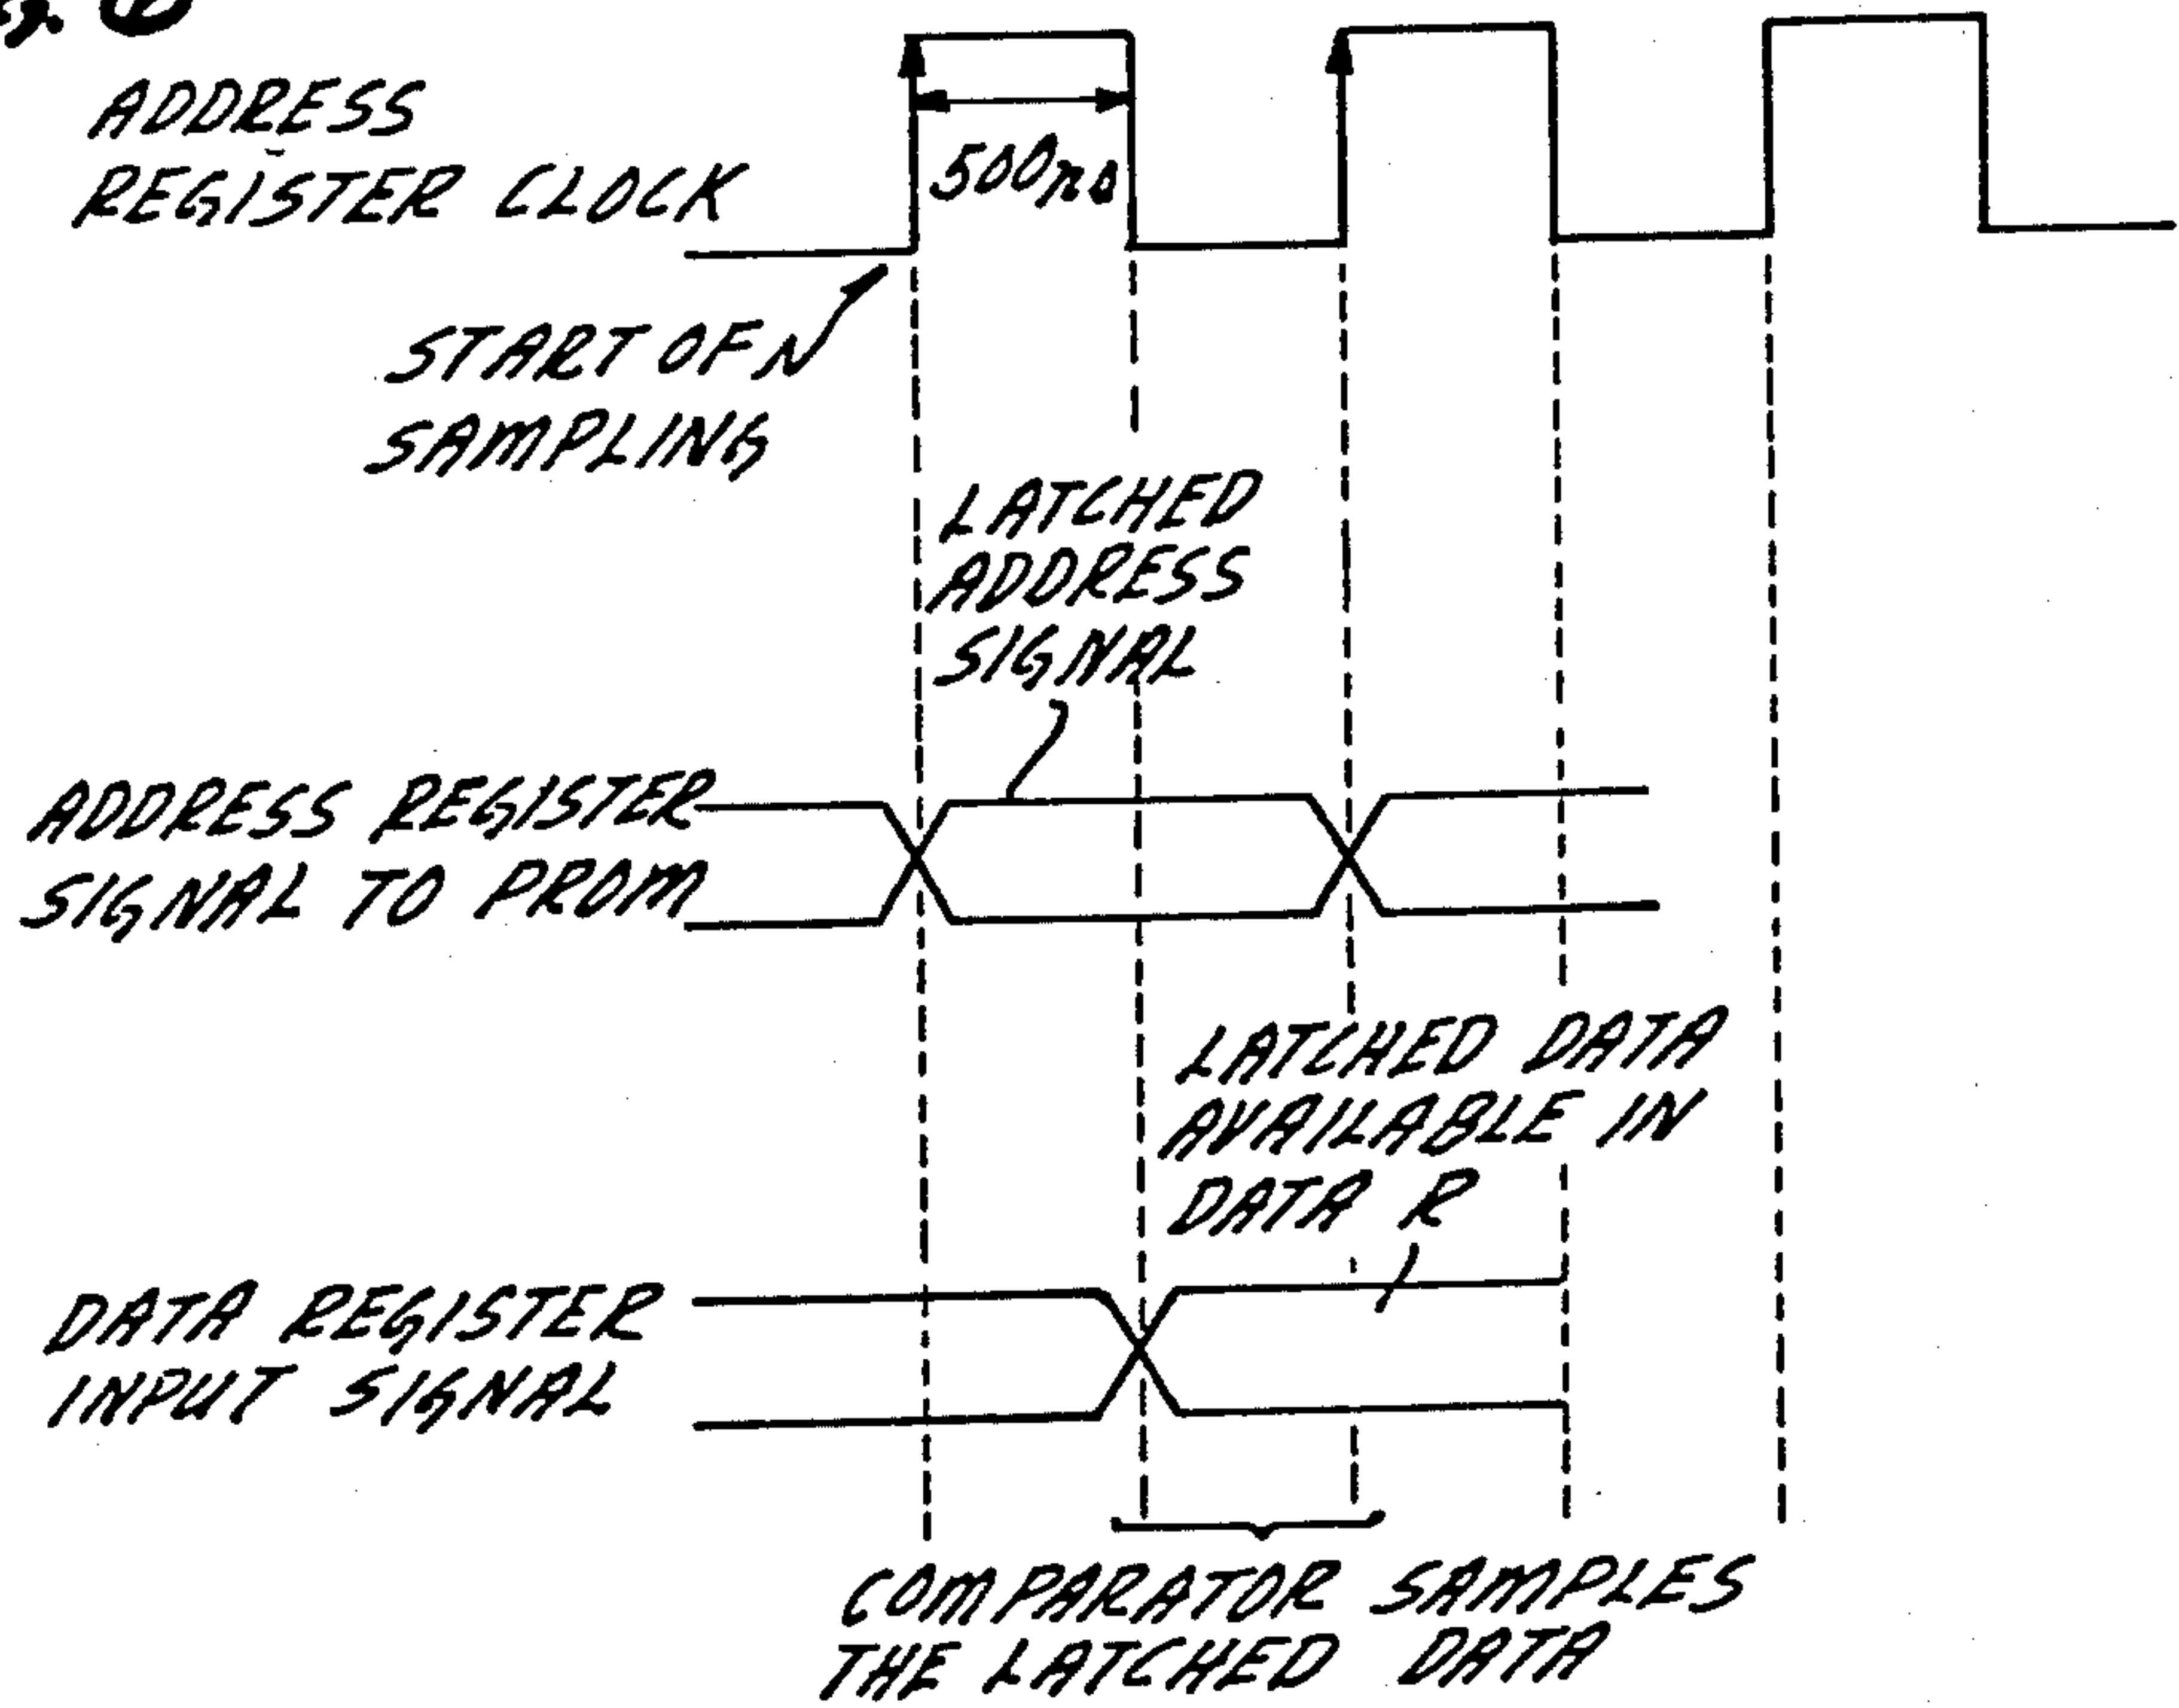 ADDRESS
REGISTER CLOCK
500ns
START OF N
SAMPLING
LATCHED
ADDRESS
SIGNAL
ADDRESS REGISTER
SIGNAL TO PROM
LATCHED DATA
AVAILABLE IN
DATA R
DATA REGISTER
INPUT SIGNAL
COMPARATOR SAMPLES
THE LATCHED DATA